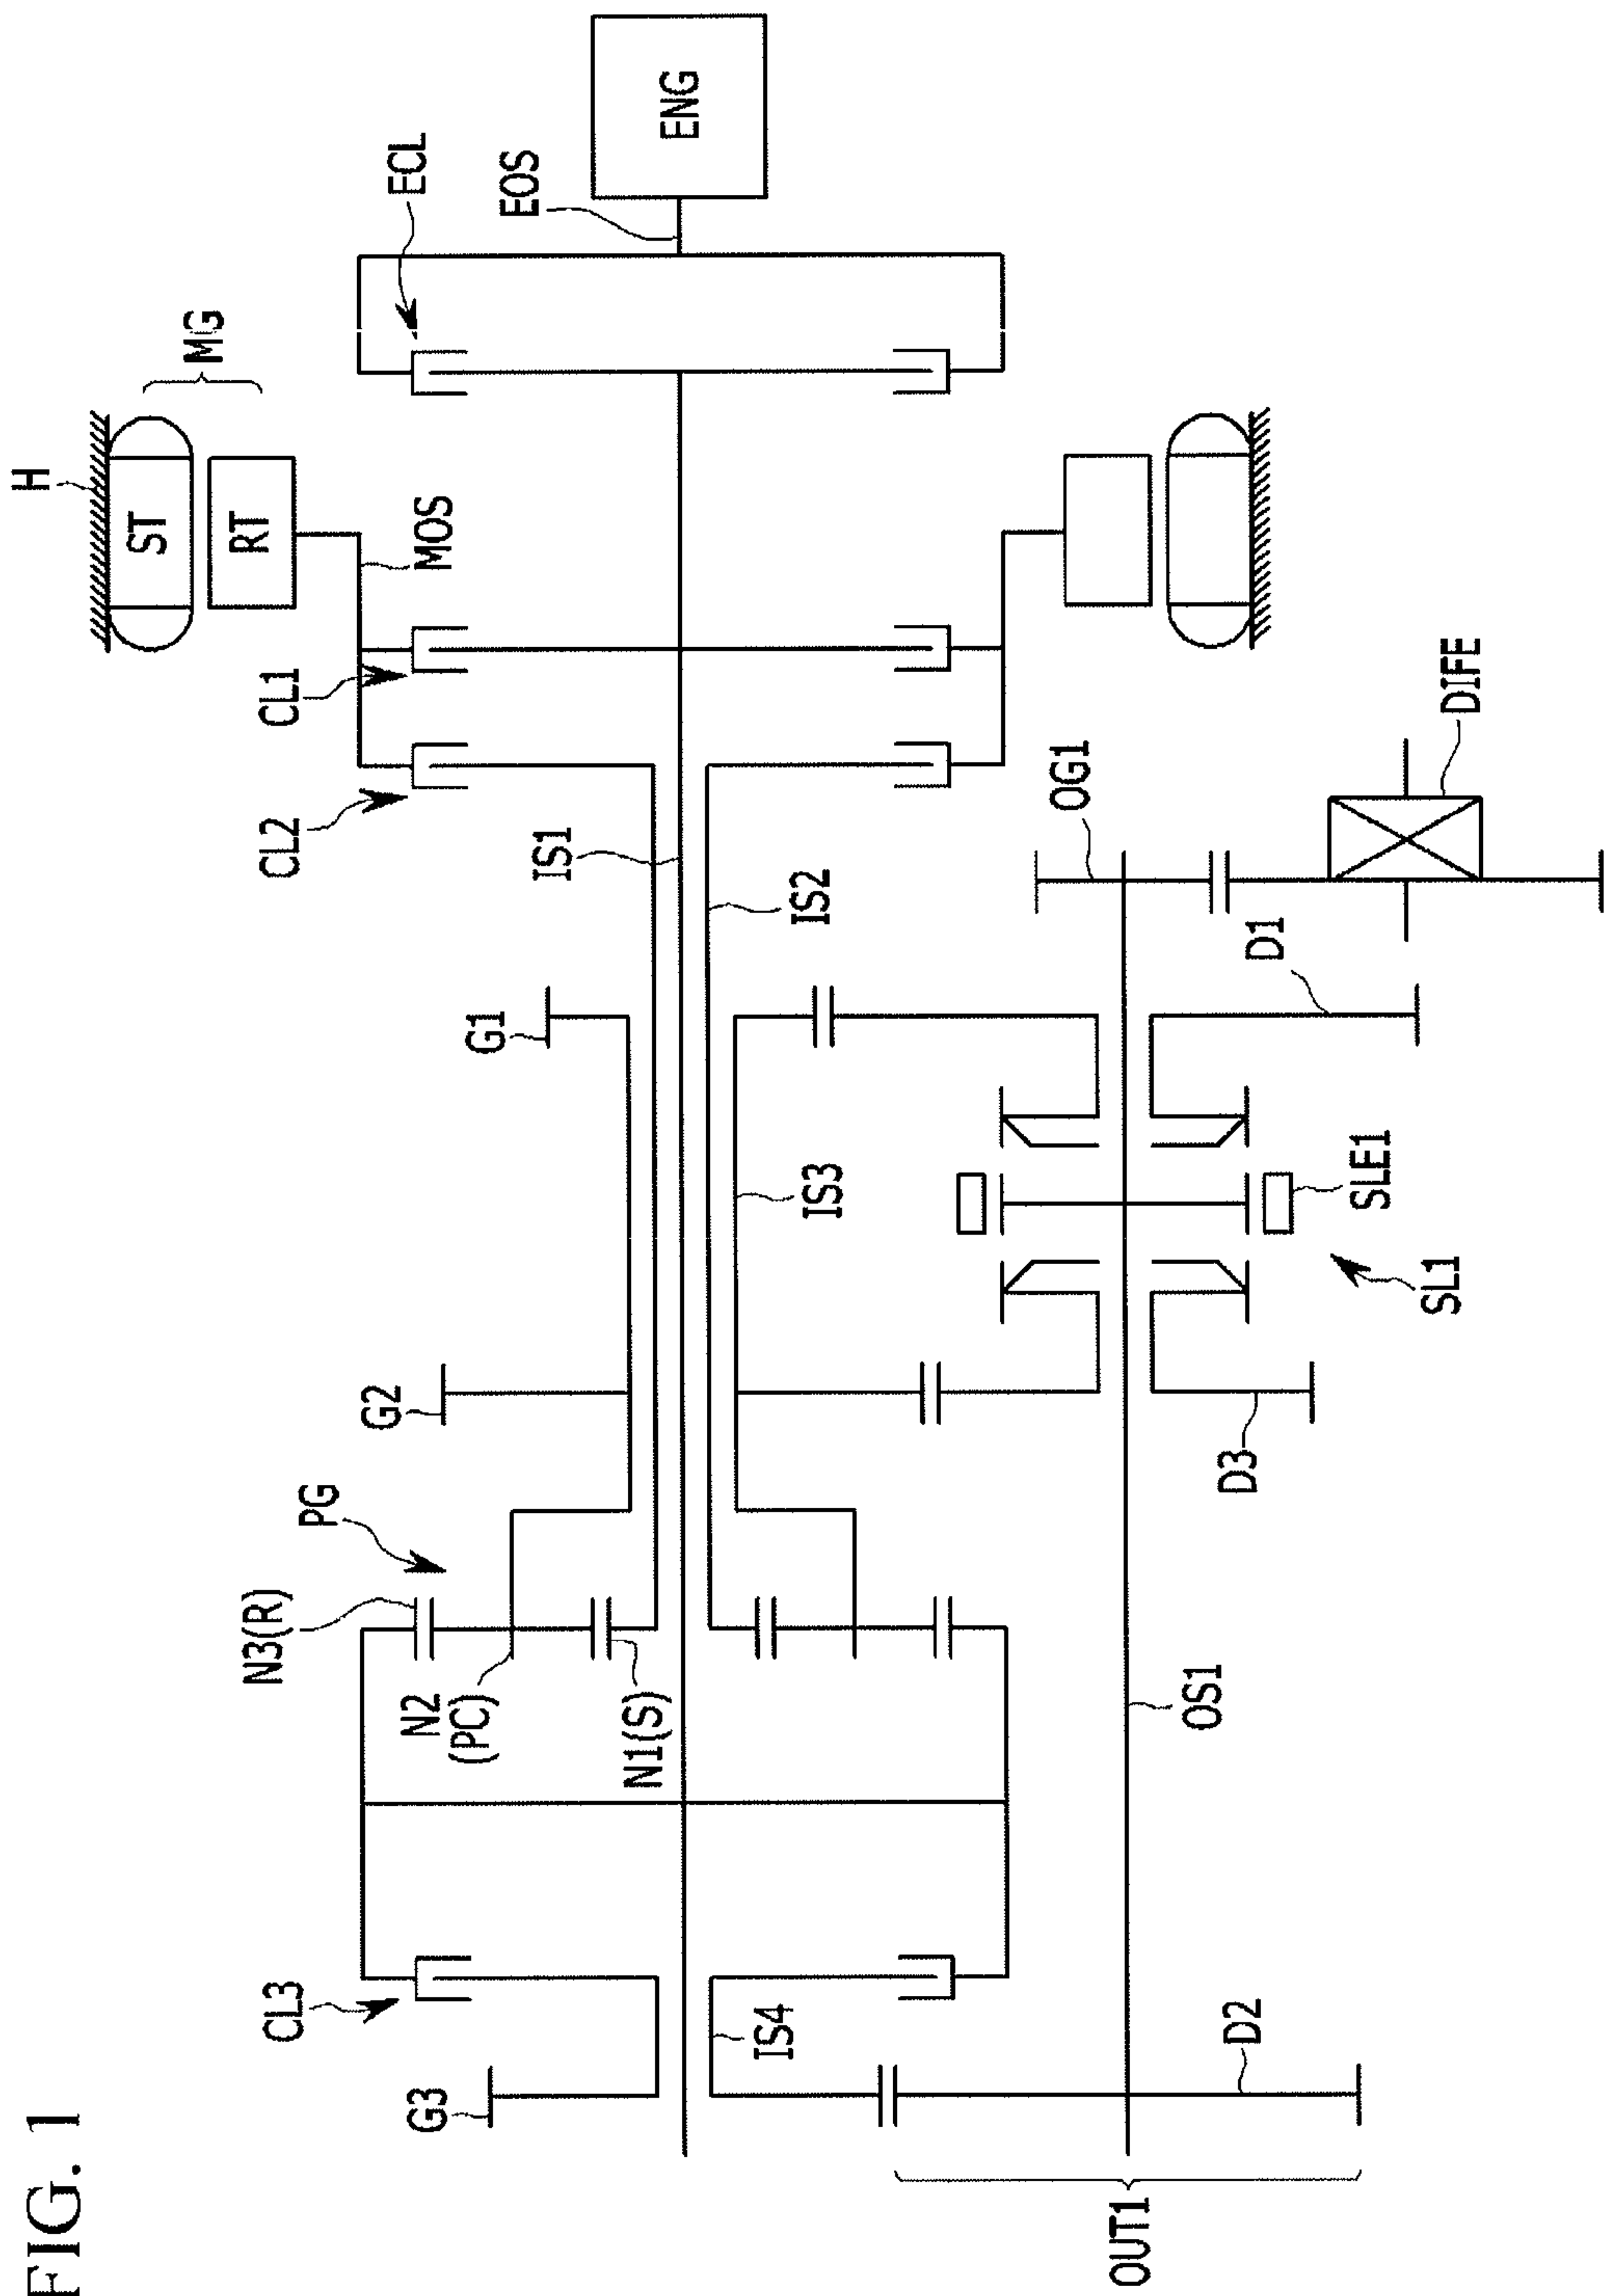 FIG. 1
G3
CL3
N3(R)
PG
N2
(PC)
N1(S)
G2
G1
CL2
CL1
MOS
H
ST
RT
MG
ECL
EOS
ENG
IS1
IS2
IS3
IS4
OG1
DIFE
D1
SLE1
SL1
D3
OS1
D2
OUT1